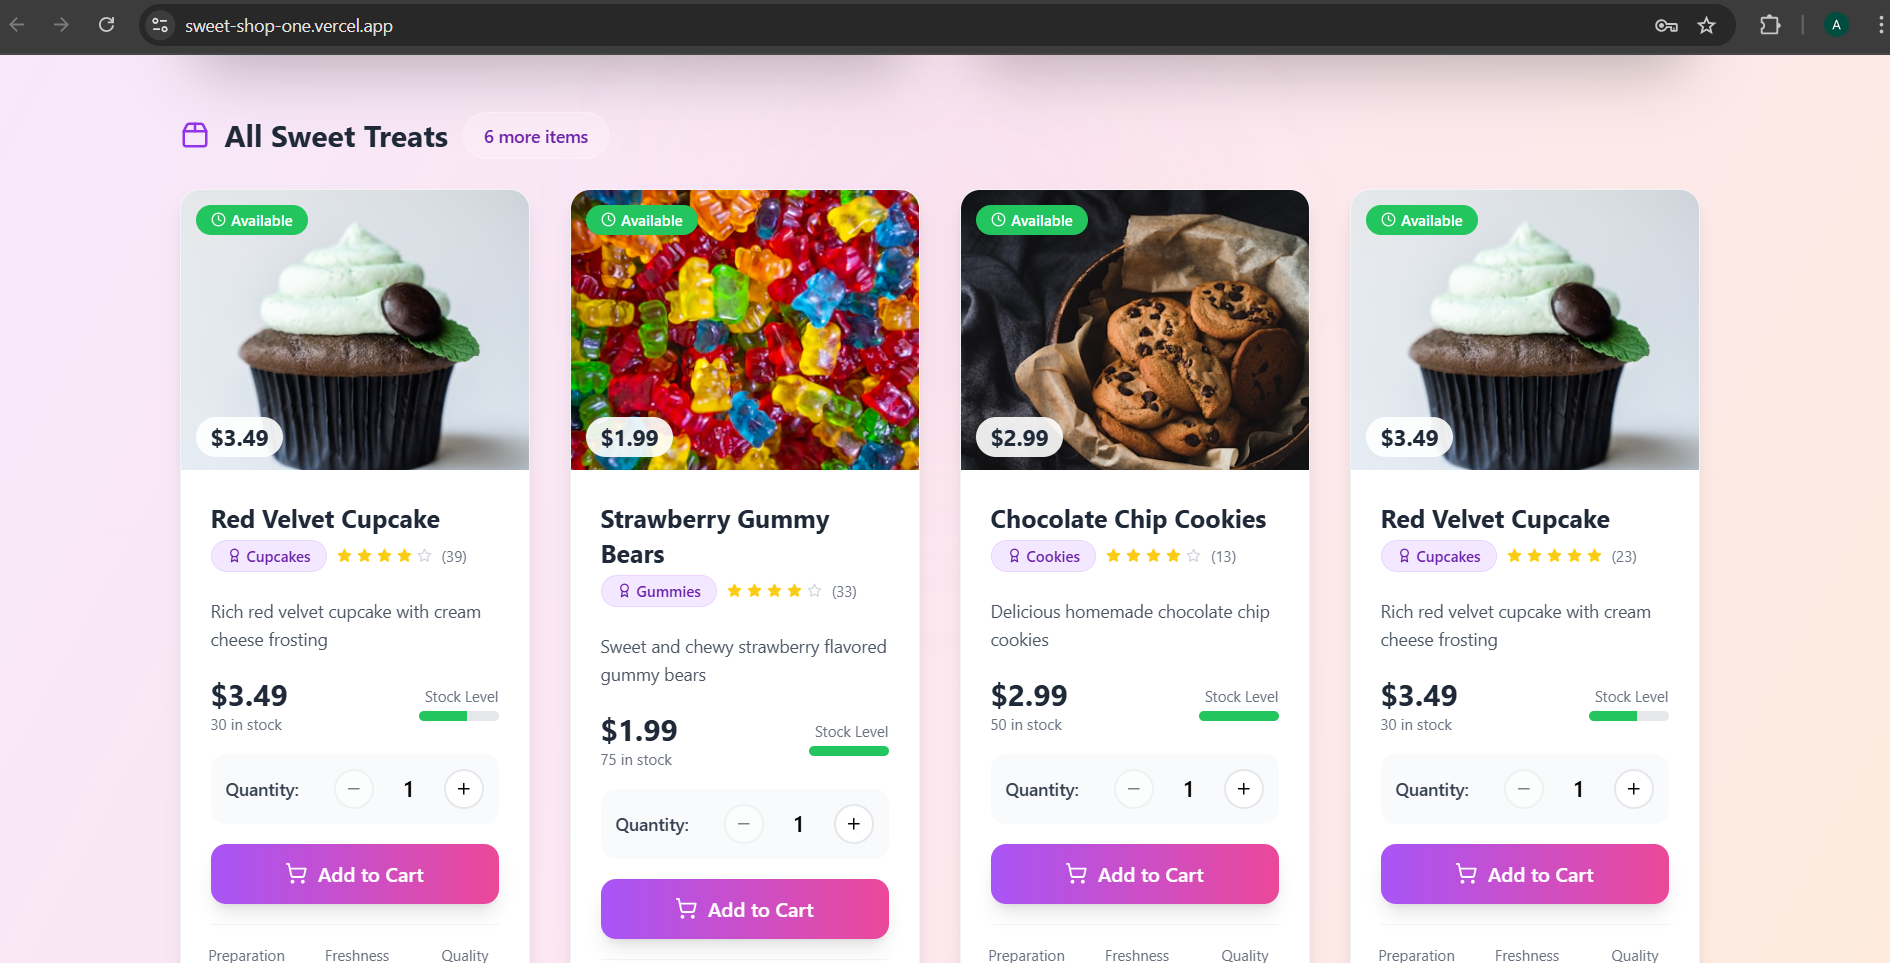 sweet-shop-one.vercel.app
A
All Sweet Treats
6 more items
Available
$3.49
Red Velvet Cupcake
Cupcakes
(39)
Rich red velvet cupcake with cream
cheese frosting
$3.49
Stock Level
30 in stock
Quantity:
1
Add to Cart
Preparation
Freshness
Quality
Available
$1.99
Strawberry Gummy
Bears
Gummies
(33)
Sweet and chewy strawberry flavored
gummy bears
$1.99
Stock Level
75 in stock
Quantity:
1
Add to Cart
Available
$2.99
Chocolate Chip Cookies
Cookies
(13)
Delicious homemade chocolate chip
cookies
$2.99
Stock Level
50 in stock
Quantity:
1
Add to Cart
Preparation
Freshness
Quality
Available
$3.49
Red Velvet Cupcake
Cupcakes
(23)
Rich red velvet cupcake with cream
cheese frosting
$3.49
Stock Level
30 in stock
Quantity:
1
Add to Cart
Preparation
Freshness
Quality